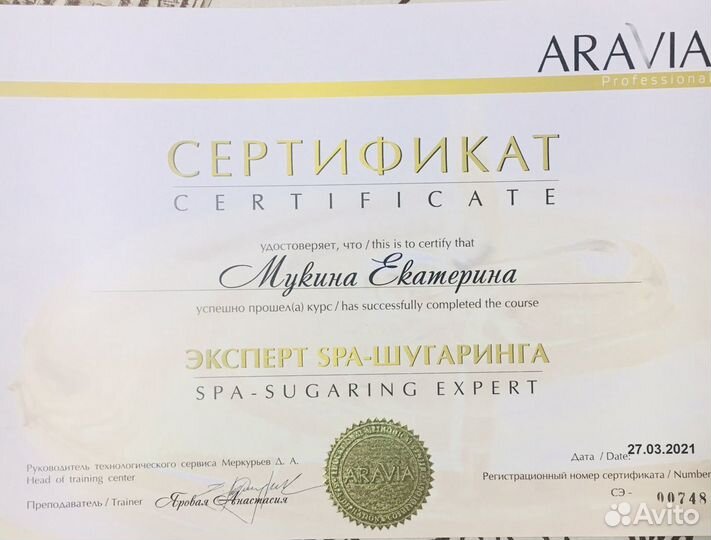 ARAVIA
Professional
СЕРТИФИКАТ
CERTIFICATE
удостоверяет, что / this is to certify that
Мукина Екатерина
успешно прошел(а) курс / has successfully completed the course
ЭКСПЕРТ SPA-ШУГАРИНГА
SPA-SUGARING EXPERT
Руководитель технологического сервиса Меркурьев Д. А.
Head of training center
Преподаватель / Trainer Яровая Анастасия
ARAVIA
Дата / Date: 27.03.2021
Регистрационный номер сертификата / Number
СЭ - 00748
Avito